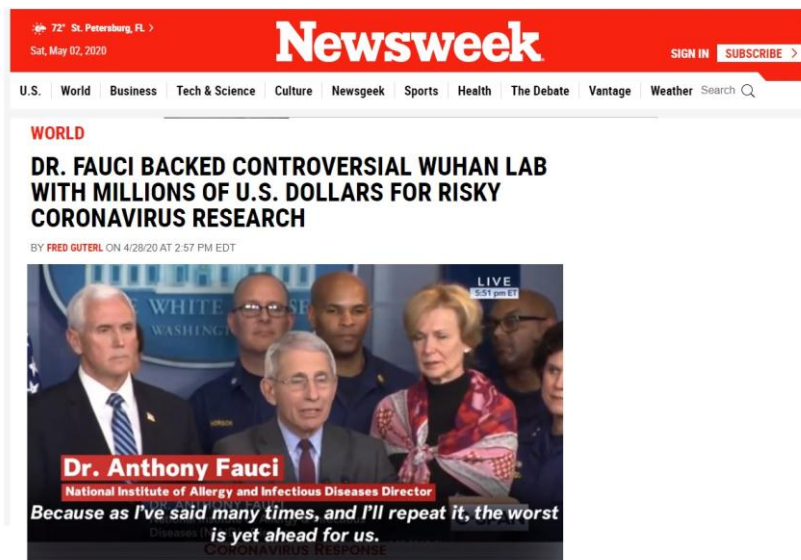 72° St. Petersburg, FL >
Sat, May 02, 2020
Newsweek
SIGN IN SUBSCRIBE >
U.S. World Business Tech & Science Culture Newsgeek Sports Health The Debate Vantage Weather Search
WORLD
DR. FAUCI BACKED CONTROVERSIAL WUHAN LAB
WITH MILLIONS OF U.S. DOLLARS FOR RISKY
CORONAVIRUS RESEARCH
BY FRED GUTERL ON 4/28/20 AT 2:57 PM EDT
LIVE
5:51 pm ET
WHITE
WASHING
Dr. Anthony Fauci
National Institute of Allergy and Infectious Diseases Director
DR. ANTHONY FAUCI
Because as I've said many times, and I'll repeat it, the worst
is yet ahead for us.
Diseases
CORONAVIRUS RESPONSE